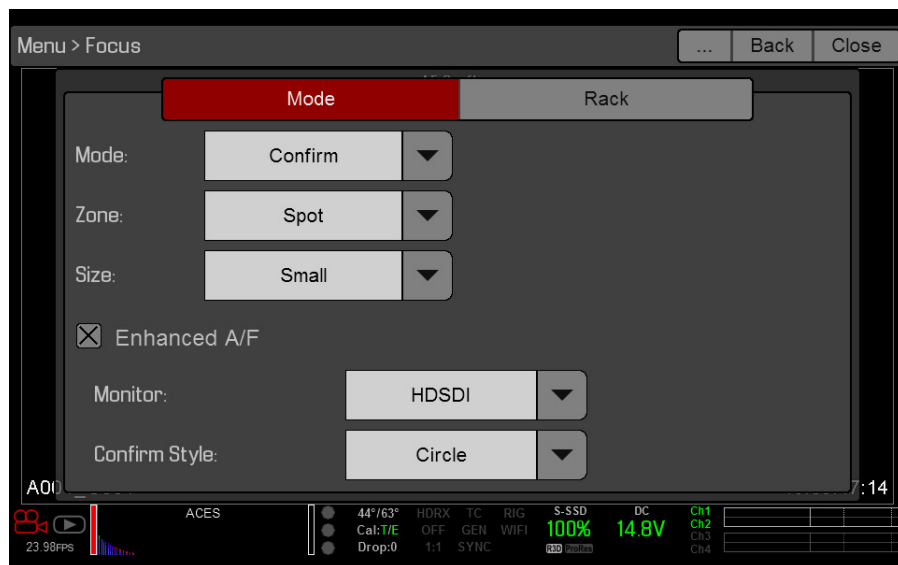 Menu > Focus
... Back Close
Mode Rack
Mode: Confirm
Zone: Spot
Size: Small
Enhanced A/F
Monitor: HDSDI
Confirm Style: Circle
:14
ACES 44°/63° HDRX TC RIG S-SSD DC Ch1
Cal:T/E OFF GEN WIFI 100% 14.8V Ch2
23.98FPS Drop:0 1:1 SYNC R3D ProRes Ch3
Ch4